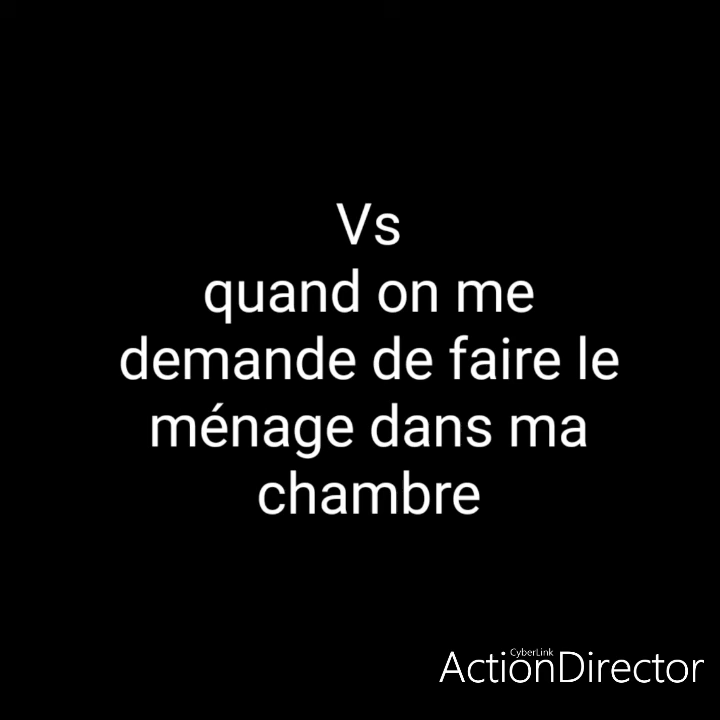 Vs
quand on me
demande de faire le
ménage dans ma
chambre
CyberLink
ActionDirector